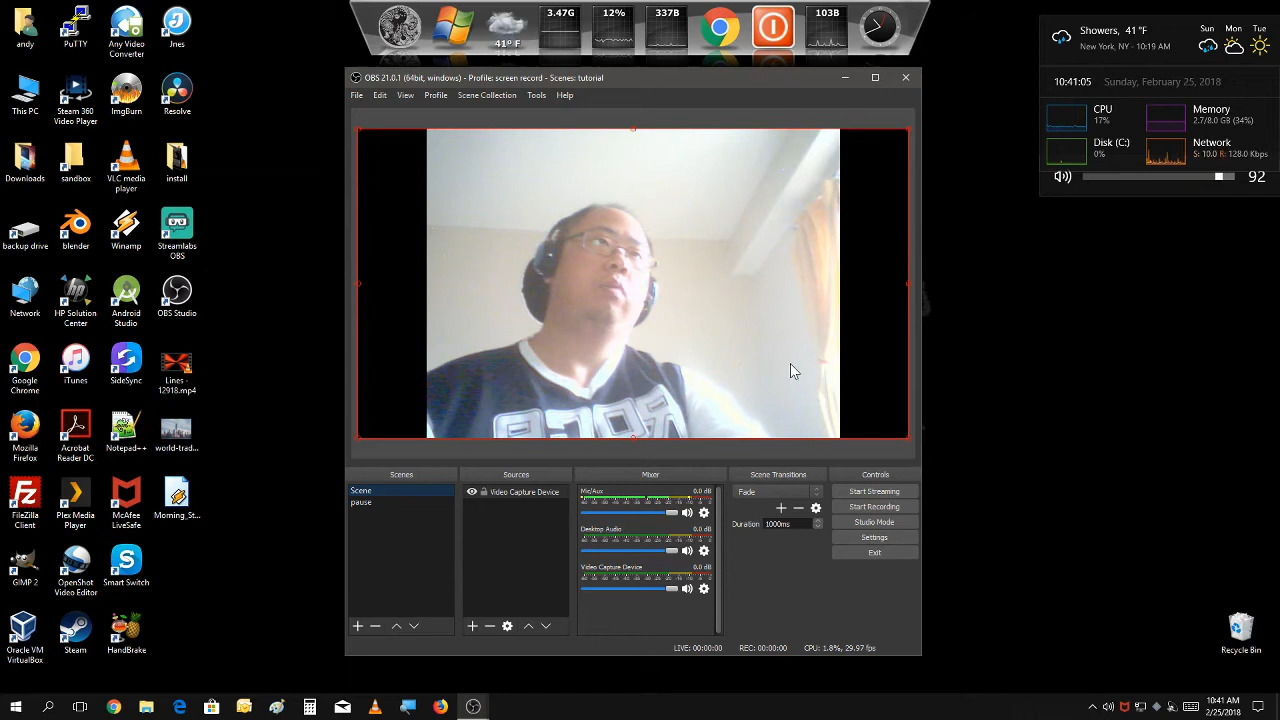 andy
PuTTY
Any Video Converter
Jnes
This PC
Steam 360 Video Player
ImgBurn
Resolve
Downloads
sandbox
VLC media player
install
backup drive
blender
Winamp
Streamlabs OBS
Network
HP Solution Center
Android Studio
OBS Studio
Google Chrome
iTunes
SideSync
Lines - 12918.mp4
Mozilla Firefox
Acrobat Reader DC
Notepad++
world-trad...
FileZilla Client
Plex Media Player
McAfee LiveSafe
Morning_St...
GIMP 2
OpenShot Video Editor
Smart Switch
Oracle VM VirtualBox
Steam
HandBrake
41° F
3.47G
12%
337B
103B
Showers, 41 °F
New York, NY - 10:19 AM
Sun
Mon
Tue
10:41:05 Sunday, February 25, 2018
CPU
17%
Memory
2.7/8.0 GB (34%)
Disk (C:)
0%
Network
S: 10.0 R: 128.0 Kbps
92
OBS 21.0.1 (64bit, windows) - Profile: screen record - Scenes: tutorial
File Edit View Profile Scene Collection Tools Help
Scenes
Scene
pause
Sources
Video Capture Device
Mixer
Mic/Aux 0.0 dB
Desktop Audio 0.0 dB
Video Capture Device 0.0 dB
Scene Transitions
Fade
Duration 1000ms
Controls
Start Streaming
Start Recording
Studio Mode
Settings
Exit
LIVE: 00:00:00 REC: 00:00:00 CPU: 1.8%, 29.97 fps
Recycle Bin
10:41 AM
2/25/2018